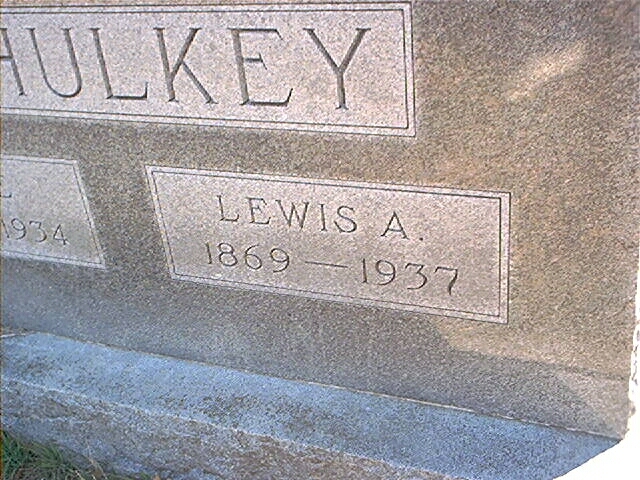 HULKEY
1934
LEWIS A.
1869 — 1937